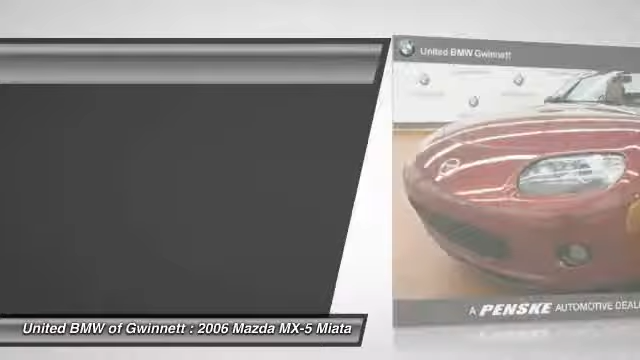 United BMW Gwinnett
A PENSKE AUTOMOTIVE DEAL
United BMW of Gwinnett : 2006 Mazda MX-5 Miata